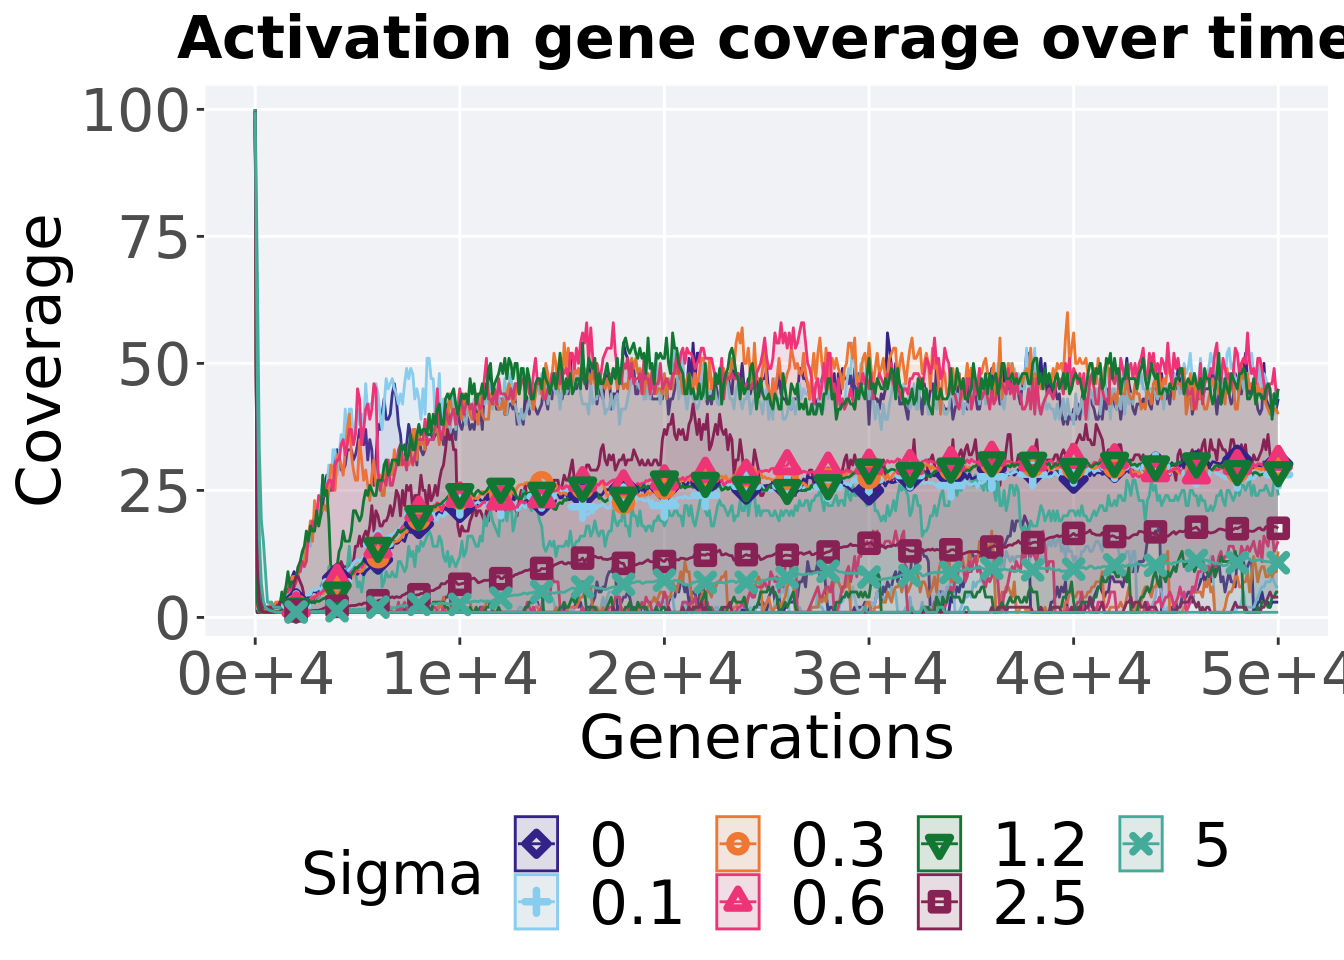 Activation gene coverage over time
100
75
50
25
0
Coverage
0e+4 1e+4 2e+4 3e+4 4e+4 5e+4
Generations
Sigma
0 0.3 1.2 5
0.1 0.6 2.5